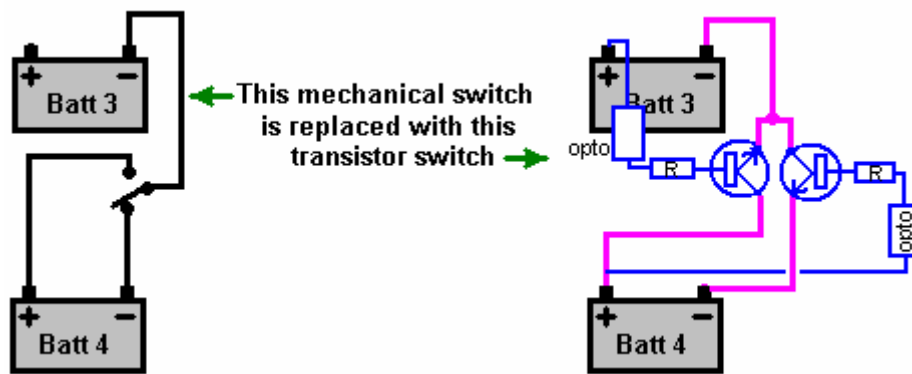 + −
Batt 3
This mechanical switch
is replaced with this
transistor switch
+ −
Batt 3
opto
R
R
opto
+ −
Batt 4
+ −
Batt 4